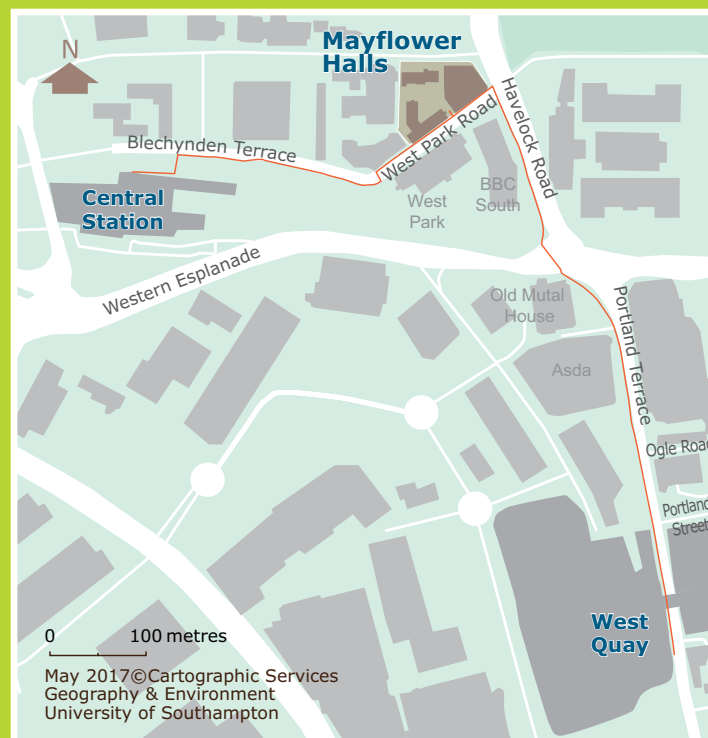 N
Mayflower
Halls
Havelock Road
West Park Road
Blechynden Terrace
Central
Station
West
Park
BBC
South
Western Esplanade
Old Mutal
House
Portland Terrace
Asda
Ogle Road
Portland
Street
West
Quay
0 100 metres
May 2017©Cartographic Services
Geography & Environment
University of Southampton